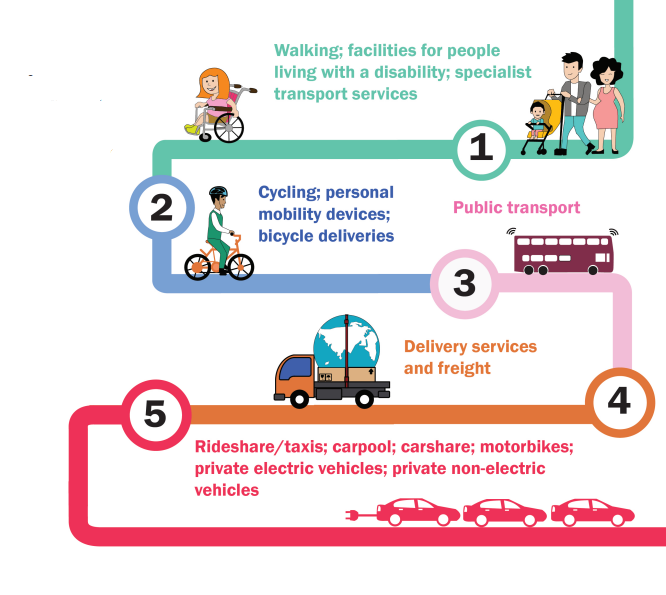 Walking; facilities for people
living with a disability; specialist
transport services
1
2
Cycling; personal
mobility devices;
bicycle deliveries
Public transport
3
Delivery services
and freight
4
5
Rideshare/taxis; carpool; carshare; motorbikes;
private electric vehicles; private non-electric
vehicles